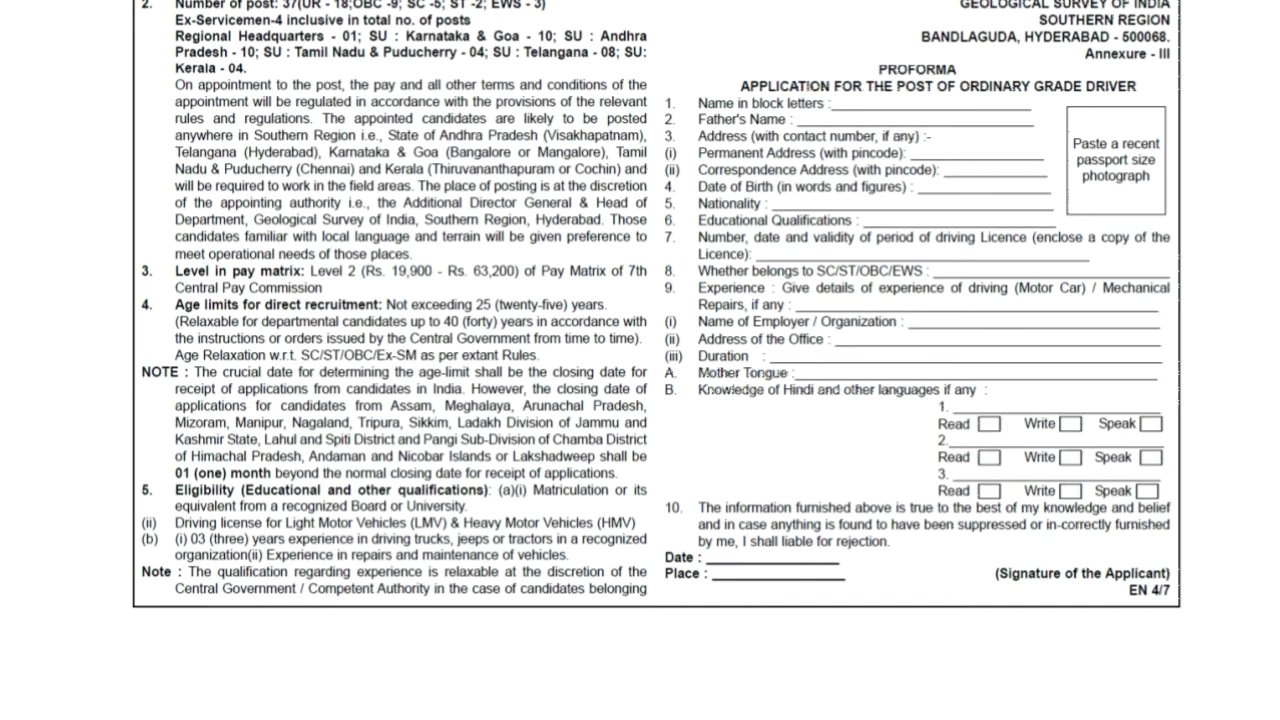 2. Number of post: 37(UR - 18;OBC -9; SC -5; ST -2; EWS - 3)
Ex-Servicemen-4 inclusive in total no. of posts
Regional Headquarters - 01; SU : Karnataka & Goa - 10; SU : Andhra
Pradesh - 10; SU : Tamil Nadu & Puducherry - 04; SU : Telangana - 08; SU:
Kerala - 04.
On appointment to the post, the pay and all other terms and conditions of the
appointment will be regulated in accordance with the provisions of the relevant
rules and regulations. The appointed candidates are likely to be posted
anywhere in Southern Region i.e., State of Andhra Pradesh (Visakhapatnam),
Telangana (Hyderabad), Karnataka & Goa (Bangalore or Mangalore), Tamil
Nadu & Puducherry (Chennai) and Kerala (Thiruvananthapuram or Cochin) and
will be required to work in the field areas. The place of posting is at the discretion
of the appointing authority i.e., the Additional Director General & Head of
Department, Geological Survey of India, Southern Region, Hyderabad. Those
candidates familiar with local language and terrain will be given preference to
meet operational needs of those places.
3. Level in pay matrix: Level 2 (Rs. 19,900 - Rs. 63,200) of Pay Matrix of 7th
Central Pay Commission
4. Age limits for direct recruitment: Not exceeding 25 (twenty-five) years.
(Relaxable for departmental candidates up to 40 (forty) years in accordance with
the instructions or orders issued by the Central Government from time to time).
Age Relaxation w.r.t. SC/ST/OBC/Ex-SM as per extant Rules.
NOTE : The crucial date for determining the age-limit shall be the closing date for
receipt of applications from candidates in India. However, the closing date of
applications for candidates from Assam, Meghalaya, Arunachal Pradesh,
Mizoram, Manipur, Nagaland, Tripura, Sikkim, Ladakh Division of Jammu and
Kashmir State, Lahul and Spiti District and Pangi Sub-Division of Chamba District
of Himachal Pradesh, Andaman and Nicobar Islands or Lakshadweep shall be
01 (one) month beyond the normal closing date for receipt of applications.
5. Eligibility (Educational and other qualifications): (a)(i) Matriculation or its
equivalent from a recognized Board or University.
(ii) Driving license for Light Motor Vehicles (LMV) & Heavy Motor Vehicles (HMV)
(b) (i) 03 (three) years experience in driving trucks, jeeps or tractors in a recognized
organization(ii) Experience in repairs and maintenance of vehicles.
Note : The qualification regarding experience is relaxable at the discretion of the
Central Government / Competent Authority in the case of candidates belonging
GEOLOGICAL SURVEY OF INDIA
SOUTHERN REGION
BANDLAGUDA, HYDERABAD - 500068.
Annexure - III
PROFORMA
APPLICATION FOR THE POST OF ORDINARY GRADE DRIVER
1. Name in block letters :
2. Father's Name :
3. Address (with contact number, if any) :-
(i) Permanent Address (with pincode):
(ii) Correspondence Address (with pincode):
4. Date of Birth (in words and figures) :
5. Nationality :
6. Educational Qualifications :
Paste a recent
passport size
photograph
7. Number, date and validity of period of driving Licence (enclose a copy of the
Licence):
8. Whether belongs to SC/ST/OBC/EWS :
9. Experience : Give details of experience of driving (Motor Car) / Mechanical
Repairs, if any :
(i) Name of Employer / Organization :
(ii) Address of the Office :
(iii) Duration :
A. Mother Tongue :
B. Knowledge of Hindi and other languages if any :
1.
Read Write Speak
2.
Read Write Speak
3.
Read Write Speak
10. The information furnished above is true to the best of my knowledge and belief
and in case anything is found to have been suppressed or in-correctly furnished
by me, I shall liable for rejection.
Date :
Place : (Signature of the Applicant)
EN 4/7